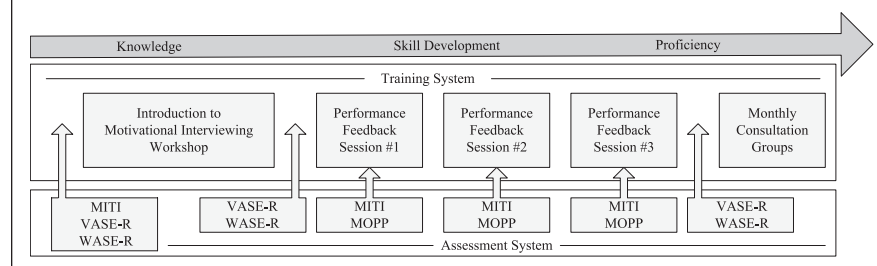 Knowledge Skill Development Proficiency
Training System
Introduction to
Motivational Interviewing
Workshop
Performance
Feedback
Session #1
Performance
Feedback
Session #2
Performance
Feedback
Session #3
Monthly
Consultation
Groups
MITI
VASE-R
WASE-R
VASE-R
WASE-R
MITI
MOPP
MITI
MOPP
MITI
MOPP
VASE-R
WASE-R
Assessment System